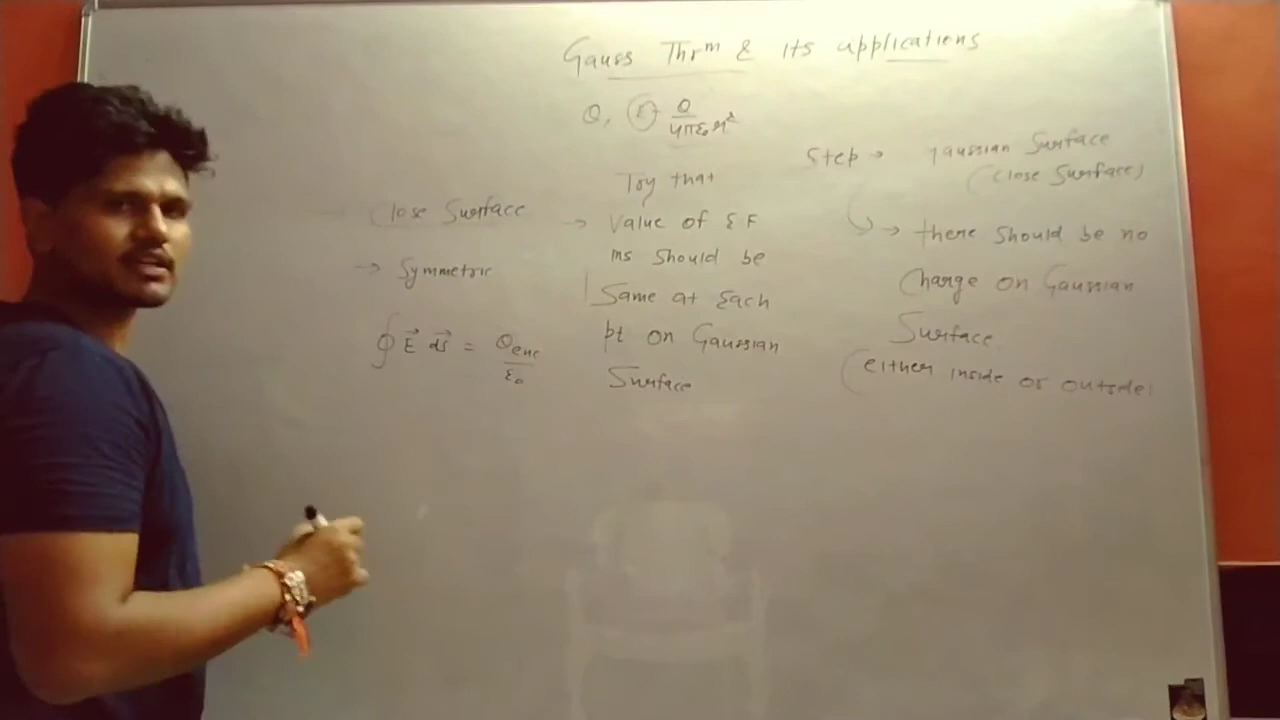 Gauss Thrm & its applications
Q, E → Q / 4πε₀r²
Close Surface
→ Symmetric
∮ E⃗ ds⃗ = Qenc / ε₀
Try that
→ Value of EF
ms should be
Same at Each
pt on Gaussian
Surface
Step → gaussian Surface
(close Surface)
→ there should be no
charge on Gaussian
Surface
(either inside or outside)